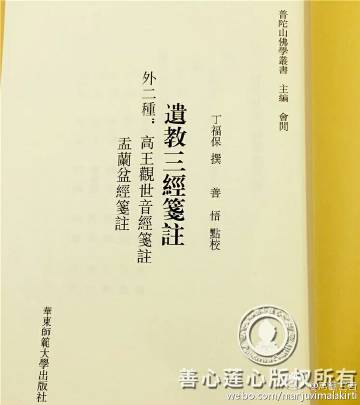 普陀山佛學叢書 主編 會閒
丁福保 撰 善悟 點校
遺教三經箋註
外二種：高王觀世音經箋註
盂蘭盆經箋註
華東師範大學出版社
善心莲心版权所有
weibo.com/manjuvimalakirti